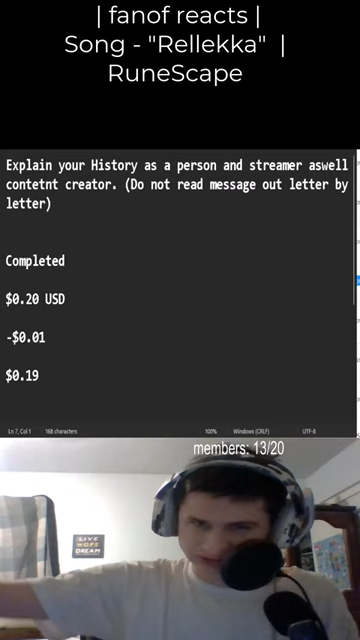 | fanof reacts |
Song - "Rellekka" |
RuneScape
Explain your History as a person and streamer aswell
contetnt creator. (Do not read message out letter by
letter)
Completed
$0.20 USD
-$0.01
$0.19
Ln 7, Col 1 168 characters 100% Windows (CRLF) UTF-8
members: 13/20
LIVE
HOPE
DREAM